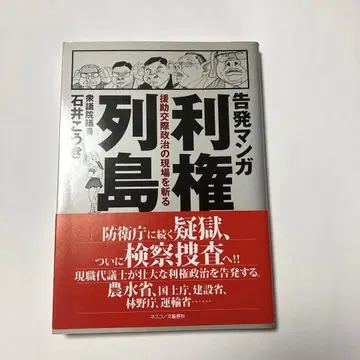 告発マンガ
利権
列島
援助交際政治の現場を斬る
衆議院議員
石井こうき
防衛庁に続く疑獄、
ついに検察捜査へ!!
現職代議士が壮大な利権政治を告発する。
農水省、国土庁、建設省、
林野庁、運輸省……
ネスコ/文藝春秋